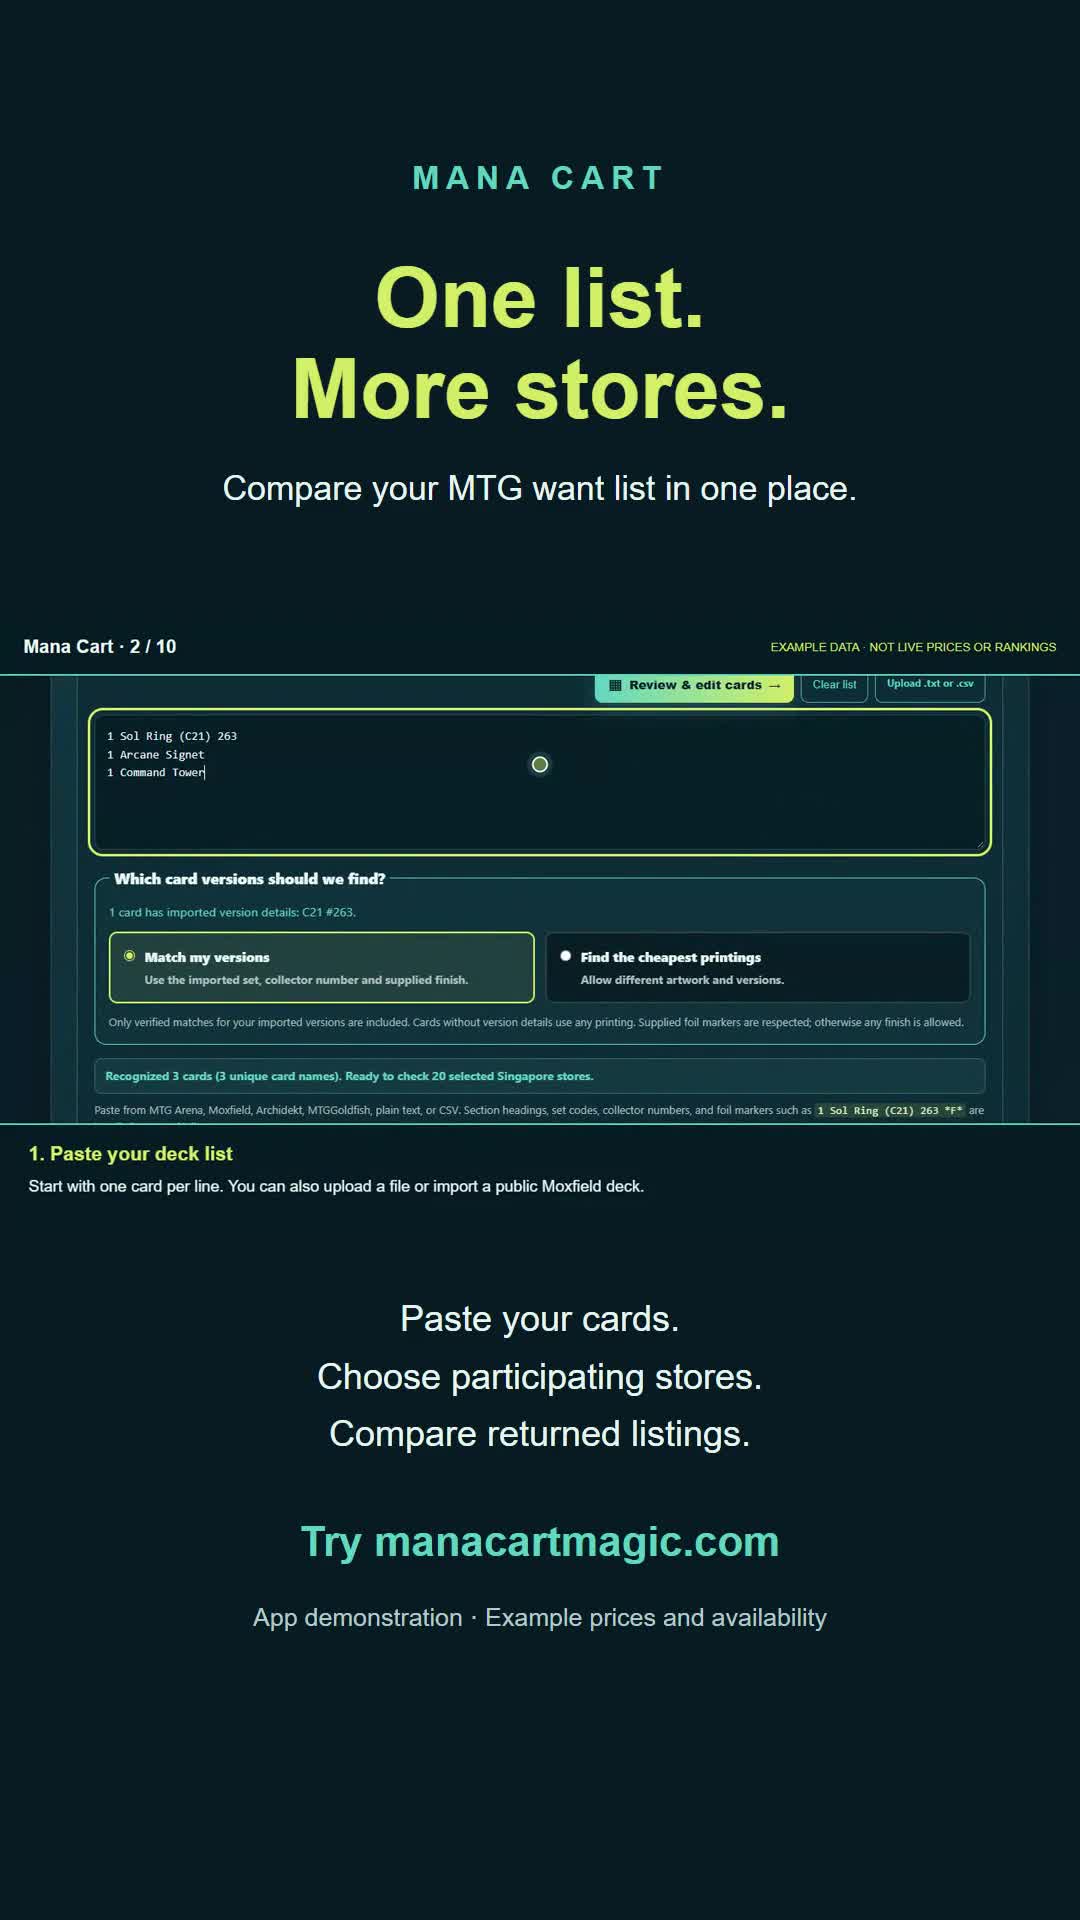 MANA CART
One list.
More stores.
Compare your MTG want list in one place.
Mana Cart · 2 / 10
EXAMPLE DATA · NOT LIVE PRICES OR RANKINGS
Review & edit cards →
Clear list
Upload .txt or .csv
1 Sol Ring (C21) 263
1 Arcane Signet
1 Command Tower
Which card versions should we find?
1 card has imported version details: C21 #263.
Match my versions
Use the imported set, collector number and supplied finish.
Find the cheapest printings
Allow different artwork and versions.
Only verified matches for your imported versions are included. Cards without version details use any printing. Supplied foil markers are respected; otherwise any finish is allowed.
Recognized 3 cards (3 unique card names). Ready to check 20 selected Singapore stores.
Paste from MTG Arena, Moxfield, Archidekt, MTGGoldfish, plain text, or CSV. Section headings, set codes, collector numbers, and foil markers such as 1 Sol Ring (C21) 263 *F* are
1. Paste your deck list
Start with one card per line. You can also upload a file or import a public Moxfield deck.
Paste your cards.
Choose participating stores.
Compare returned listings.
Try manacartmagic.com
App demonstration · Example prices and availability